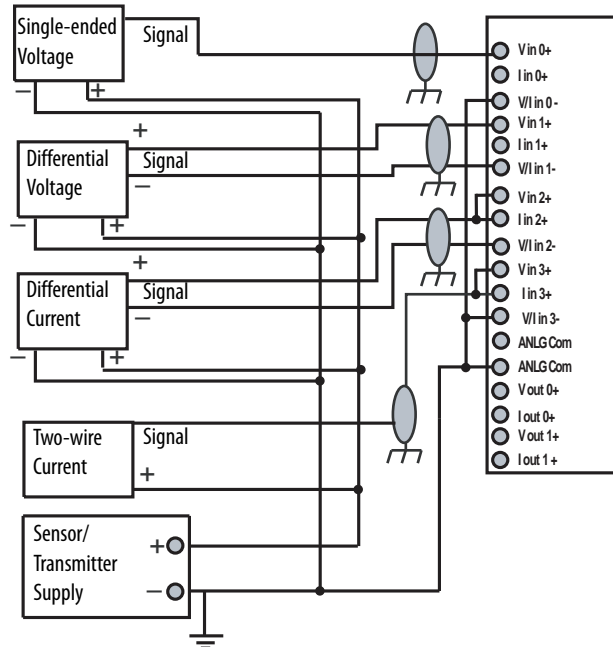 Single-ended
Voltage
Signal
− +
+
Differential
Voltage
Signal
−
− +
+
Differential
Current
Signal
−
− +
Two-wire
Current
Signal
+
Sensor/
Transmitter
Supply
+
−
V in 0+
I in 0+
V/I in 0 -
V in 1+
I in 1+
V/I in 1-
V in 2+
I in 2+
V/I in 2-
V in 3+
I in 3+
V/I in 3-
ANLG Com
ANLG Com
V out 0+
I out 0+
V out 1+
I out 1 +